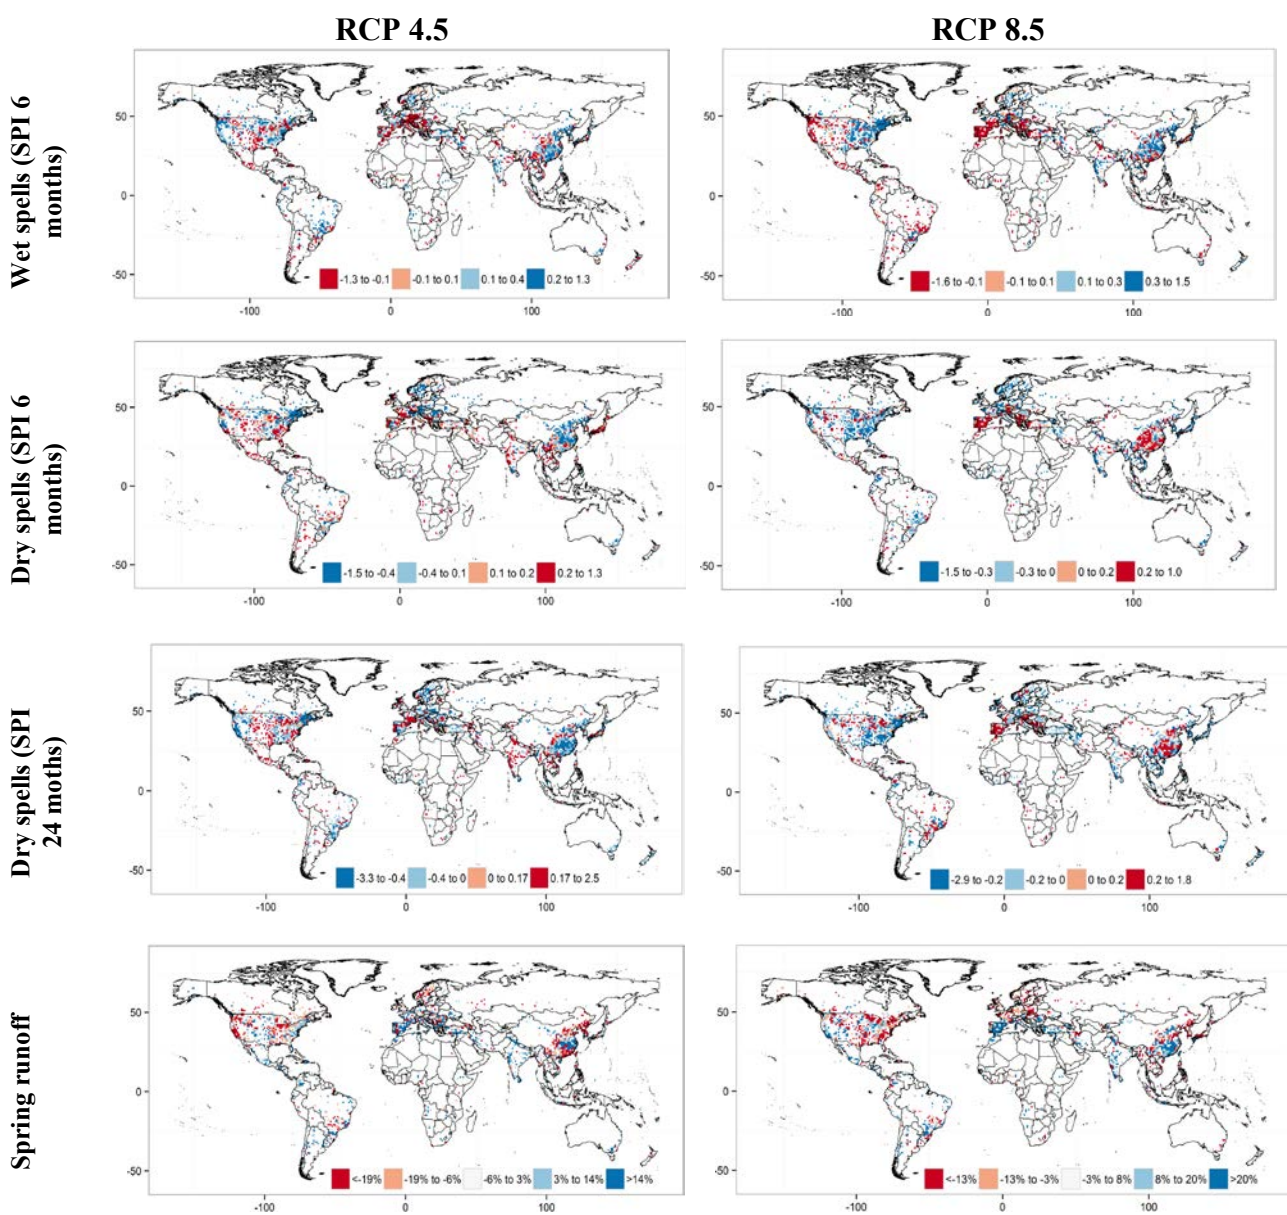 RCP 4.5
RCP 8.5
Wet spells (SPI 6
months)
50
0
-50
-1.3 to -0.1
-0.1 to 0.1
0.1 to 0.4
0.2 to 1.3
-100
0
100
50
0
-50
-1.6 to -0.1
-0.1 to 0.1
0.1 to 0.3
0.3 to 1.5
-100
0
100
Dry spells (SPI 6
months)
50
0
-50
-1.5 to -0.4
-0.4 to 0.1
0.1 to 0.2
0.2 to 1.3
-100
0
100
50
0
-50
-1.5 to -0.3
-0.3 to 0
0 to 0.2
0.2 to 1.0
-100
0
100
Dry spells (SPI
24 moths)
50
0
-50
-3.3 to -0.4
-0.4 to 0
0 to 0.17
0.17 to 2.5
-100
0
100
50
0
-50
-2.9 to -0.2
-0.2 to 0
0 to 0.2
0.2 to 1.8
-100
0
100
Spring runoff
50
0
-50
<-19%
-19% to -6%
-6% to 3%
3% to 14%
>14%
-100
0
100
50
0
-50
<-13%
-13% to -3%
-3% to 8%
8% to 20%
>20%
-100
0
100